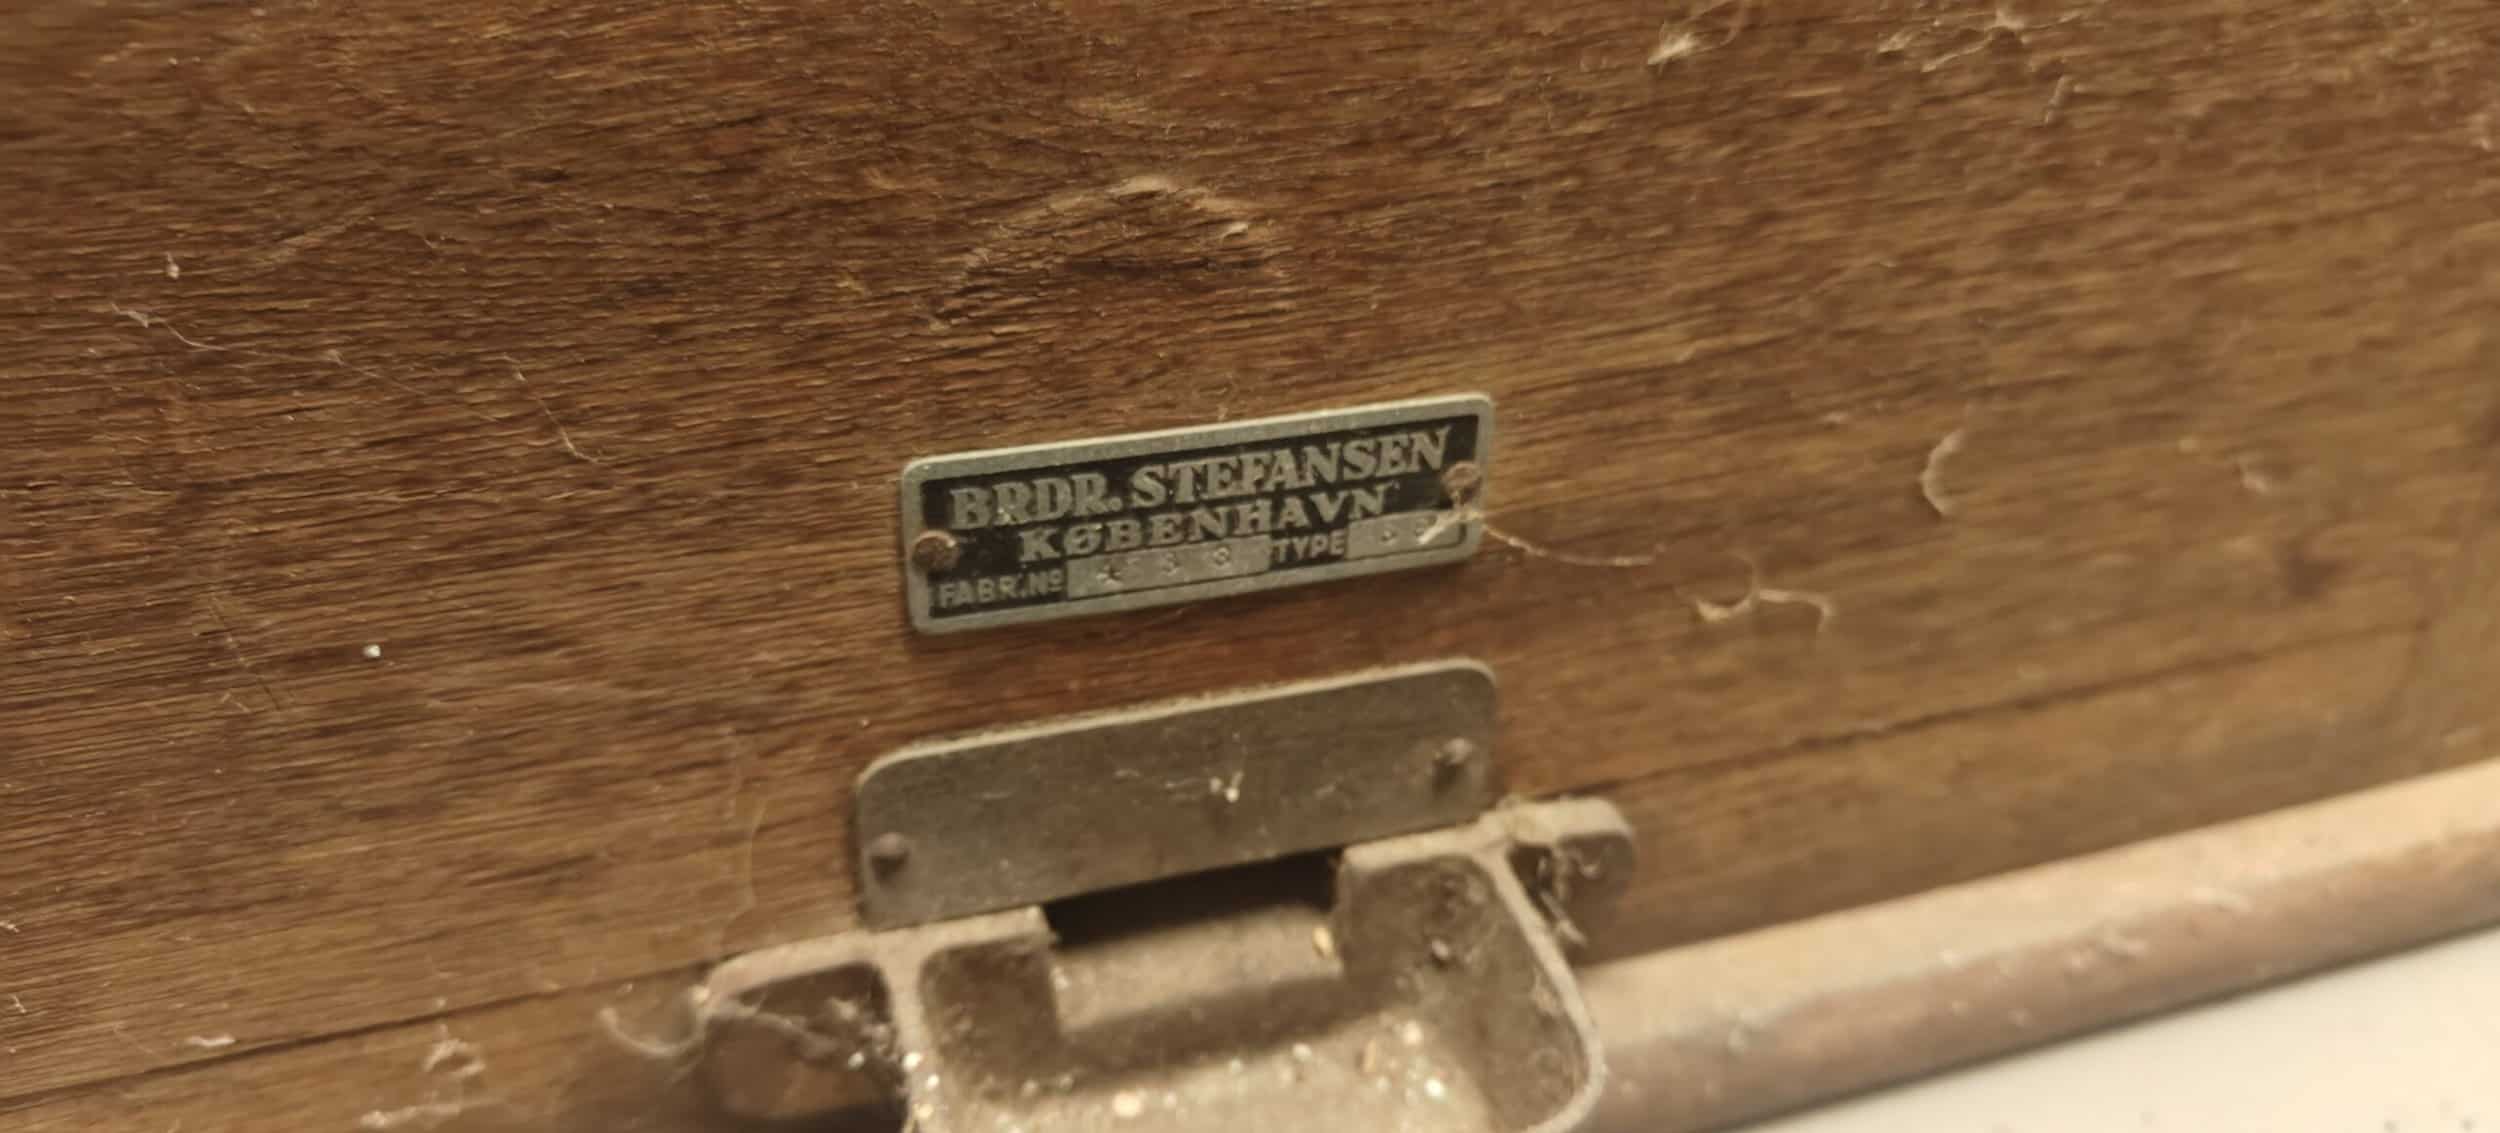 BRDR. STEFANSEN
KØBENHAVN
FABR. No TYPE